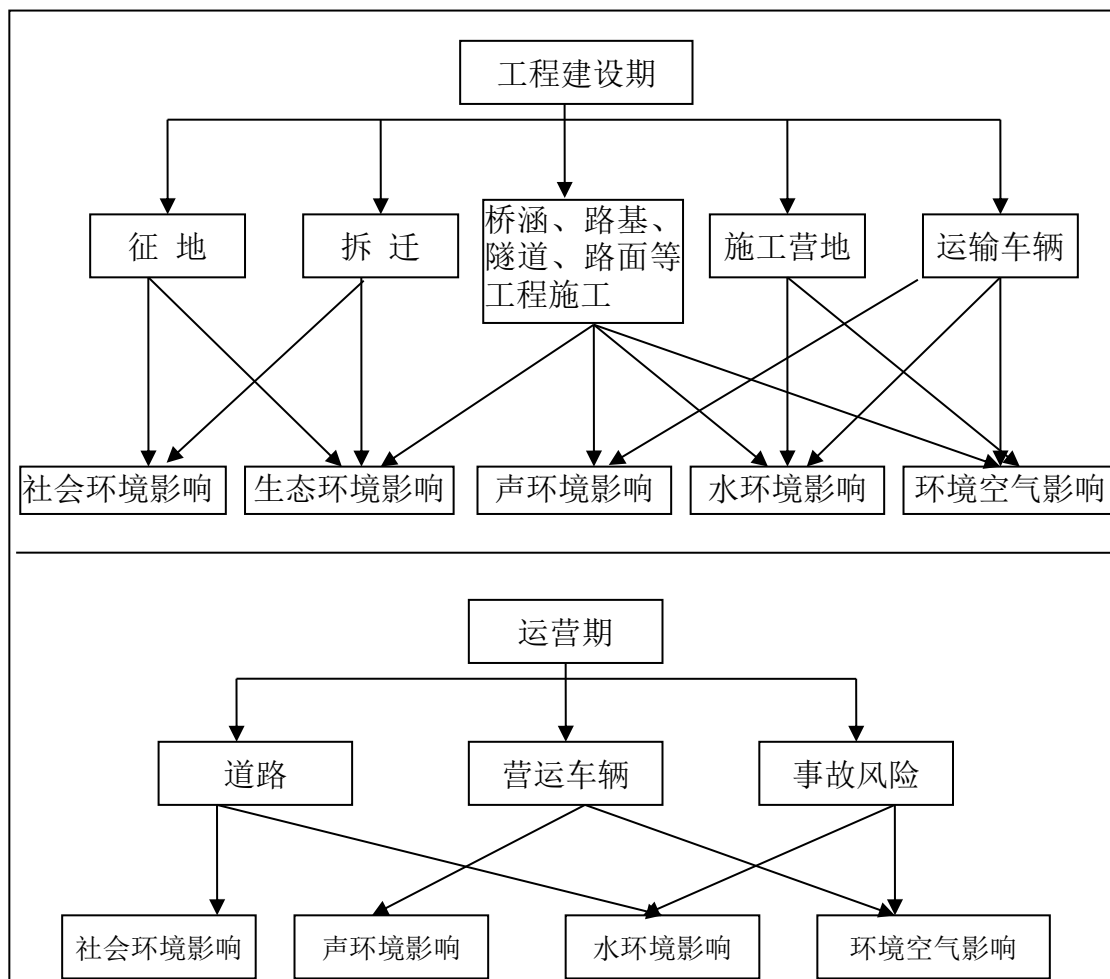 工程建设期
征 地
拆 迁
桥涵、路基、
隧道、路面等
工程施工
施工营地
运输车辆
社会环境影响
生态环境影响
声环境影响
水环境影响
环境空气影响
运营期
道路
营运车辆
事故风险
社会环境影响
声环境影响
水环境影响
环境空气影响